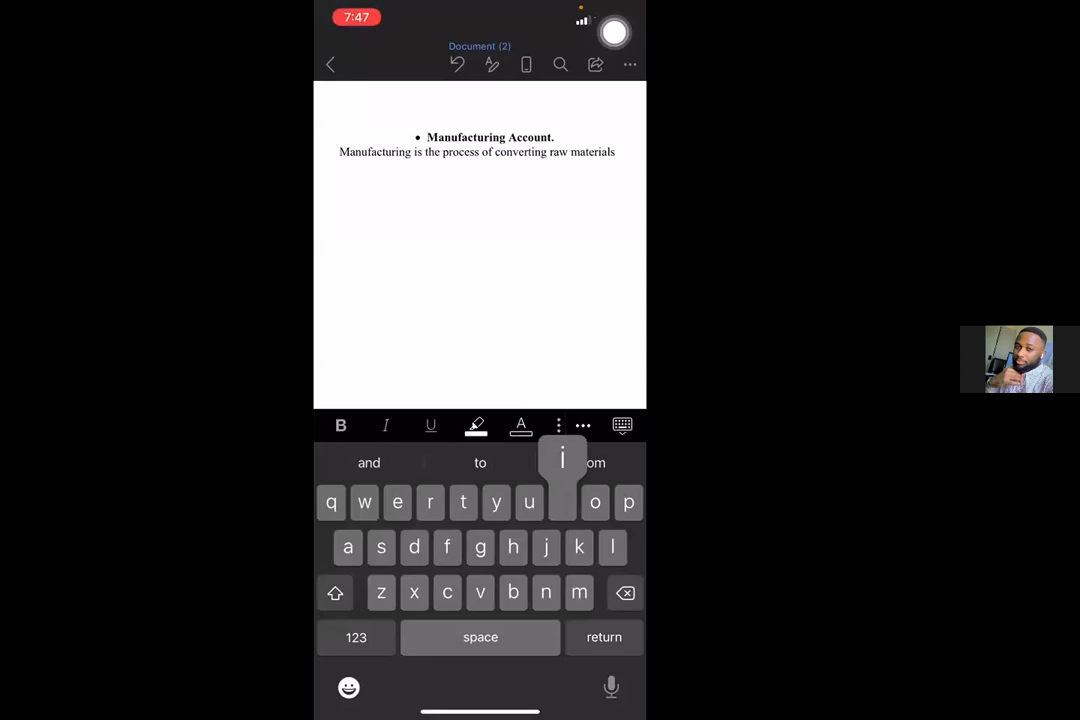 7:47
Document (2)
• Manufacturing Account.
Manufacturing is the process of converting raw materials
B I U A
and to om
i
q w e r t y u o p
a s d f g h j k l
z x c v b n m
123 space return